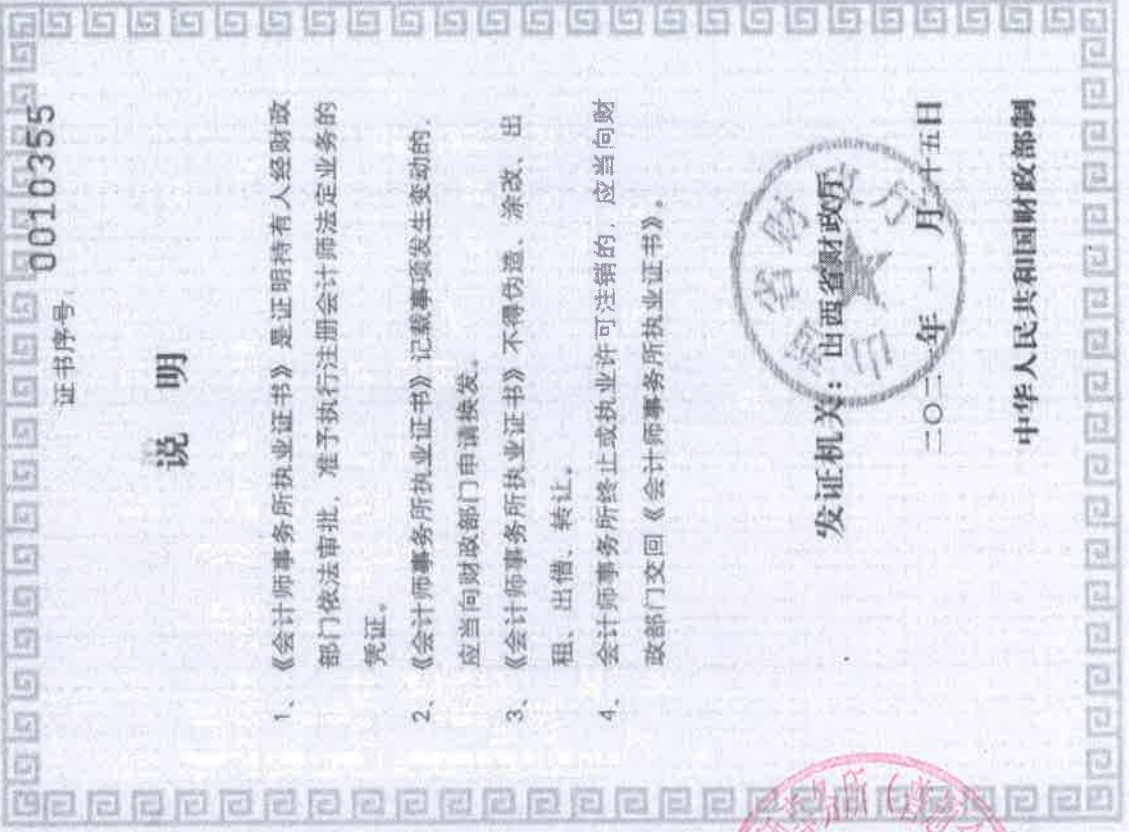 证书序号：0010355
说 明
1、《会计师事务所执业证书》是证明持有人经财政
部门依法审批，准予执行注册会计师法定业务的
凭证。
2、《会计师事务所执业证书》记载事项发生变动的，
应当向财政部门申请换发。
3、《会计师事务所执业证书》不得伪造、涂改、出
租、出借、转让。
4、会计师事务所终止或执业许可注销的，应当向财
政部门交回《会计师事务所执业证书》。
发证机关：山西省财政厅
二〇二一年一月二十五日
中华人民共和国财政部制